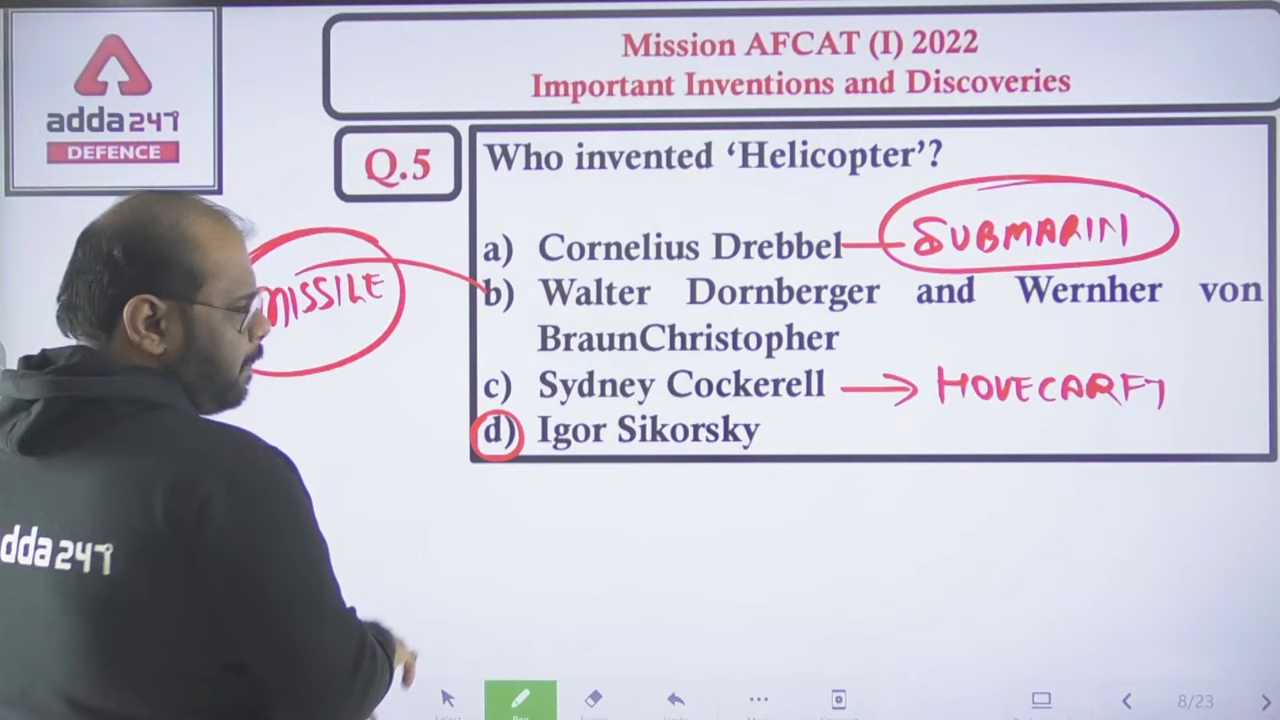 adda247
DEFENCE
Mission AFCAT (I) 2022
Important Inventions and Discoveries
Q.5
Who invented ‘Helicopter’?
a) Cornelius Drebbel SUBMARIN
MISSILE
b) Walter Dornberger and Wernher von
BraunChristopher
c) Sydney Cockerell → HOVECARFT
d) Igor Sikorsky
dda247
8/23